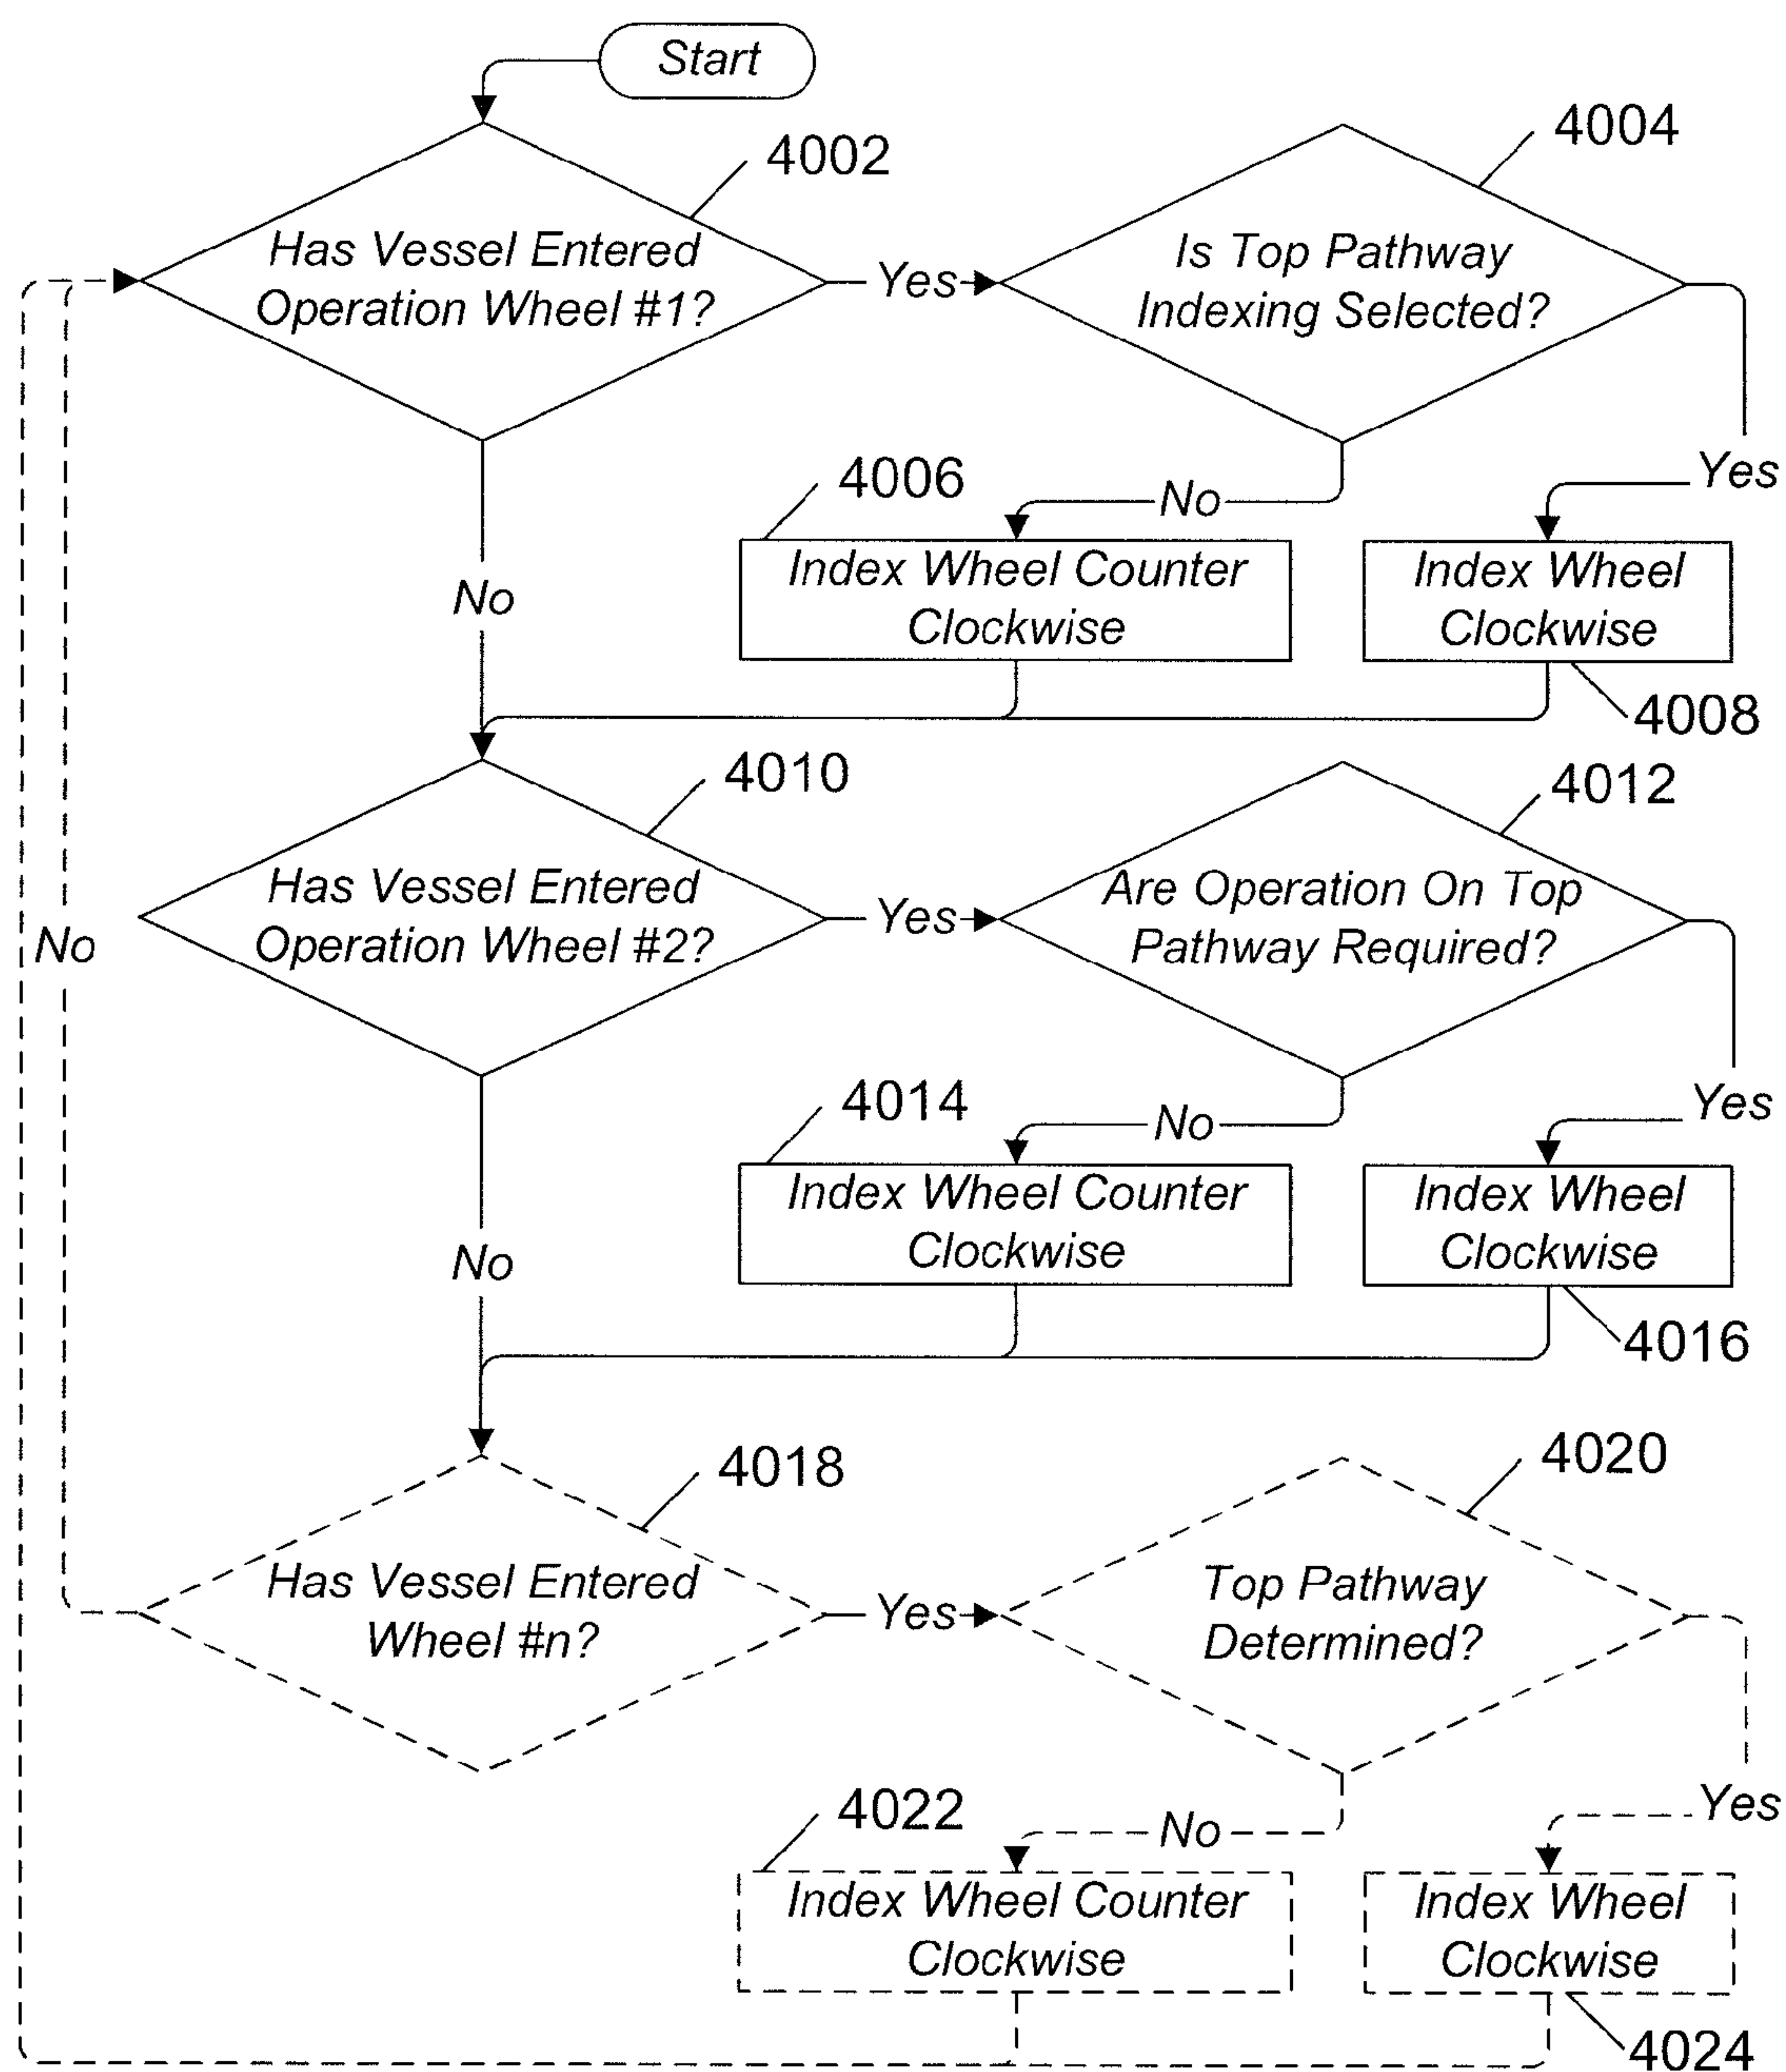 Start
4002
4004
Has Vessel Entered
Operation Wheel #1?
Yes
Is Top Pathway
Indexing Selected?
Yes
4006
No
Index Wheel Counter
Clockwise
Index Wheel
Clockwise
No
4008
4010
4012
Has Vessel Entered
Operation Wheel #2?
Yes
Are Operation On Top
Pathway Required?
No
Yes
4014
No
Index Wheel Counter
Clockwise
Index Wheel
Clockwise
No
4016
4018
4020
Has Vessel Entered
Wheel #n?
Yes
Top Pathway
Determined?
Yes
4022
No
Index Wheel Counter
Clockwise
Index Wheel
Clockwise
4024